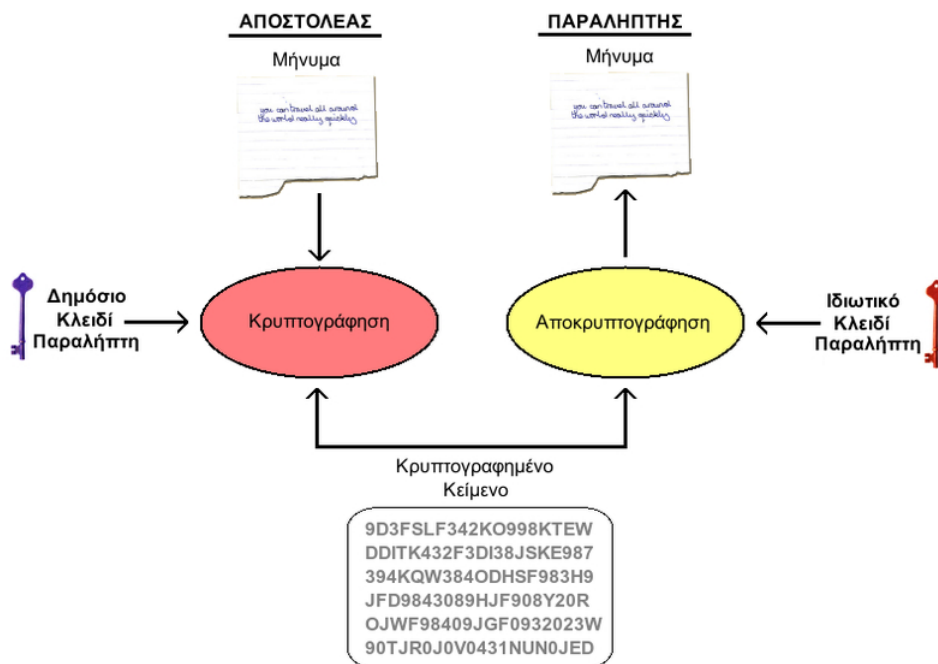 ΑΠΟΣΤΟΛΕΑΣ
Μήνυμα
you can travel all around
the world really quickly
ΠΑΡΑΛΗΠΤΗΣ
Μήνυμα
you can travel all around
the world really quickly
Δημόσιο
Κλειδί
Παραλήπτη
Κρυπτογράφηση
Αποκρυπτογράφηση
Ιδιωτικό
Κλειδί
Παραλήπτη
Κρυπτογραφημένο
Κείμενο
9D3FSLF342KO998KTEW
DDITK432F3DI38JSKE987
394KQW384ODHSF983H9
JFD9843089HJF908Y20R
OJWF98409JGF0932023W
90TJR0J0V0431NUN0JED